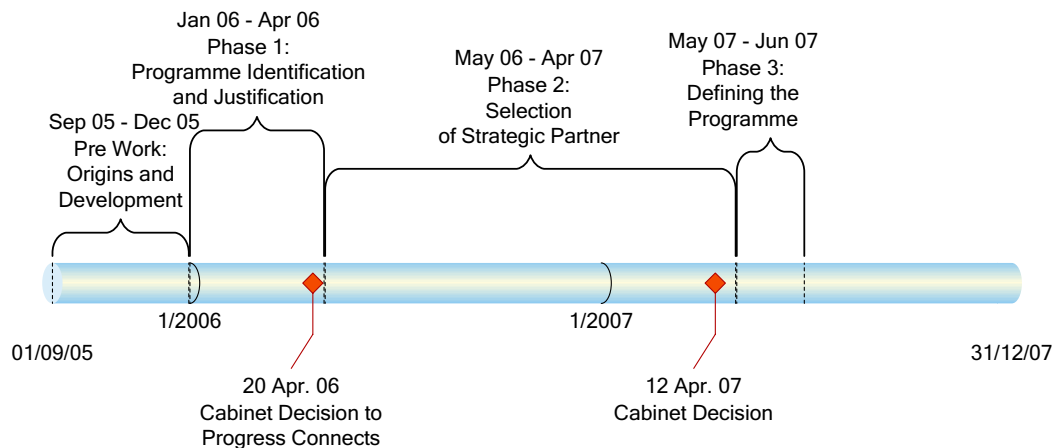 Jan 06 - Apr 06
Phase 1:
Programme Identification
and Justification
May 06 - Apr 07
Phase 2:
Selection
of Strategic Partner
May 07 - Jun 07
Phase 3:
Defining the
Programme
Sep 05 - Dec 05
Pre Work:
Origins and
Development
1/2006
1/2007
01/09/05
31/12/07
20 Apr. 06
Cabinet Decision to
Progress Connects
12 Apr. 07
Cabinet Decision